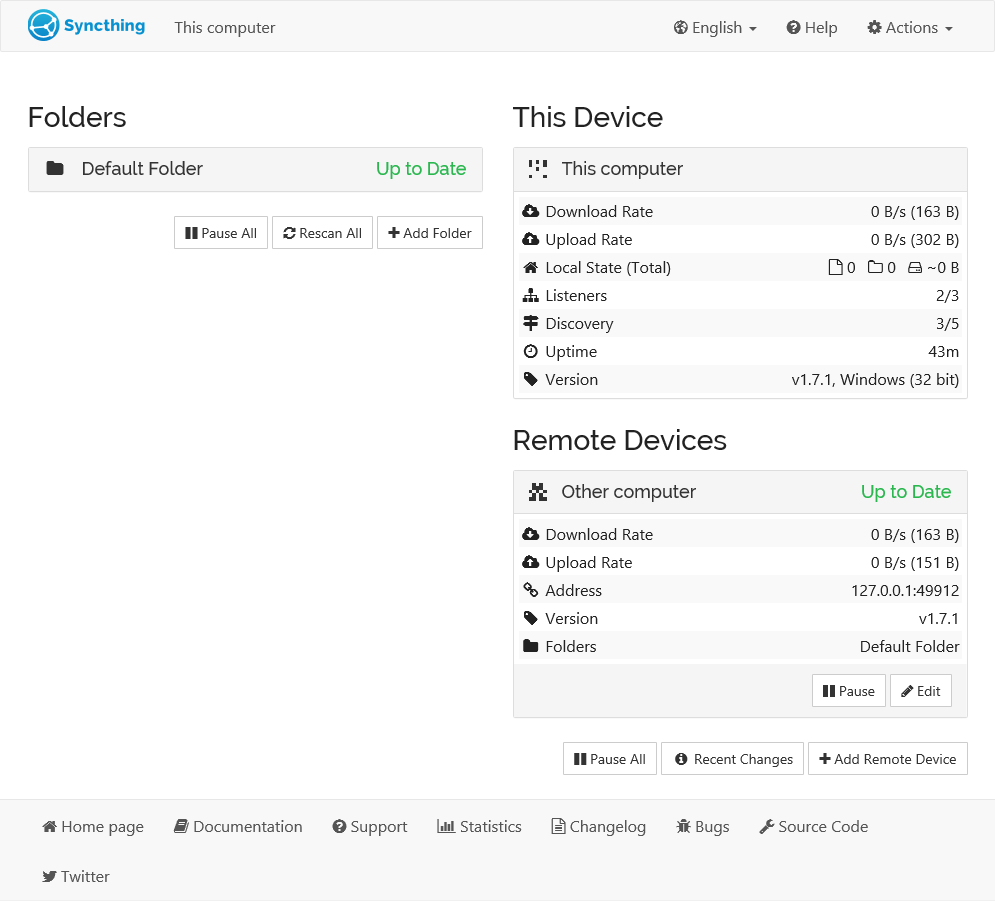 Syncthing This computer English Help Actions
Folders
Default Folder Up to Date
Pause All Rescan All Add Folder
This Device
This computer
Download Rate 0 B/s (163 B)
Upload Rate 0 B/s (302 B)
Local State (Total) 0 0 ~0 B
Listeners 2/3
Discovery 3/5
Uptime 43m
Version v1.7.1, Windows (32 bit)
Remote Devices
Other computer Up to Date
Download Rate 0 B/s (163 B)
Upload Rate 0 B/s (151 B)
Address 127.0.0.1:49912
Version v1.7.1
Folders Default Folder
Pause Edit
Pause All Recent Changes Add Remote Device
Home page Documentation Support Statistics Changelog Bugs Source Code
Twitter